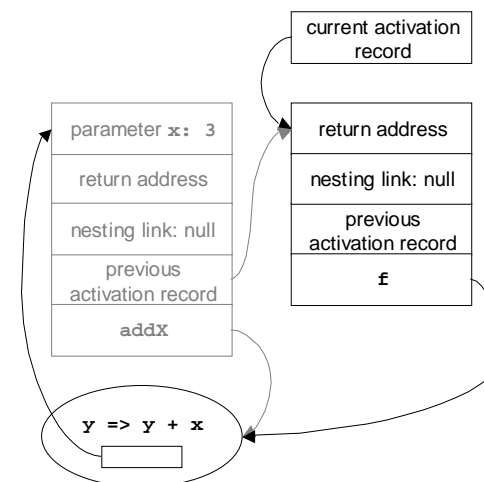 current activation
record
parameter x: 3
return address
nesting link: null
previous
activation record
addX
return address
nesting link: null
previous
activation record
f
y => y + x